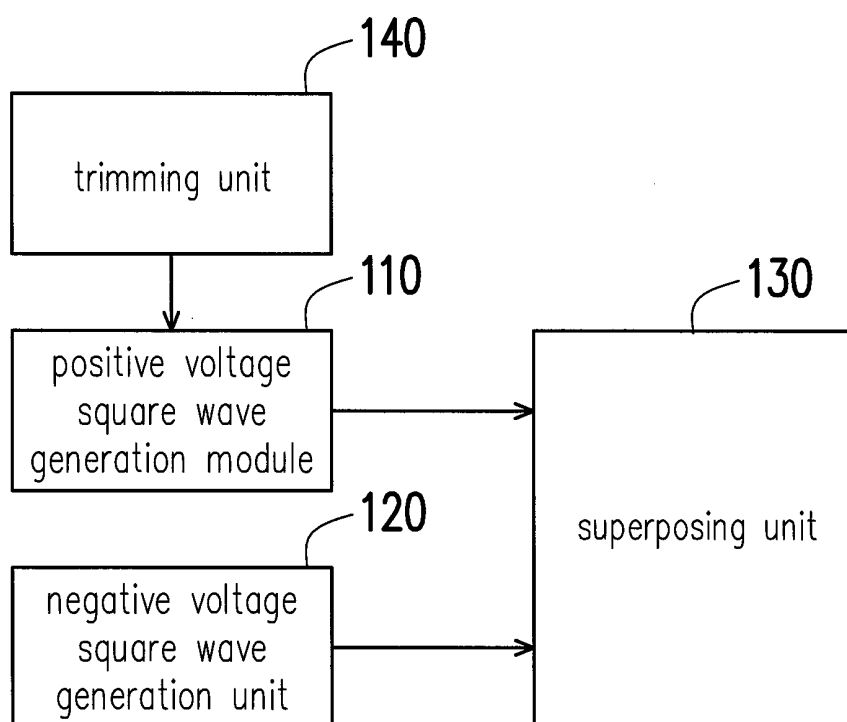 140
trimming unit
110
130
positive voltage
square wave
generation module
120
superposing unit
negative voltage
square wave
generation unit